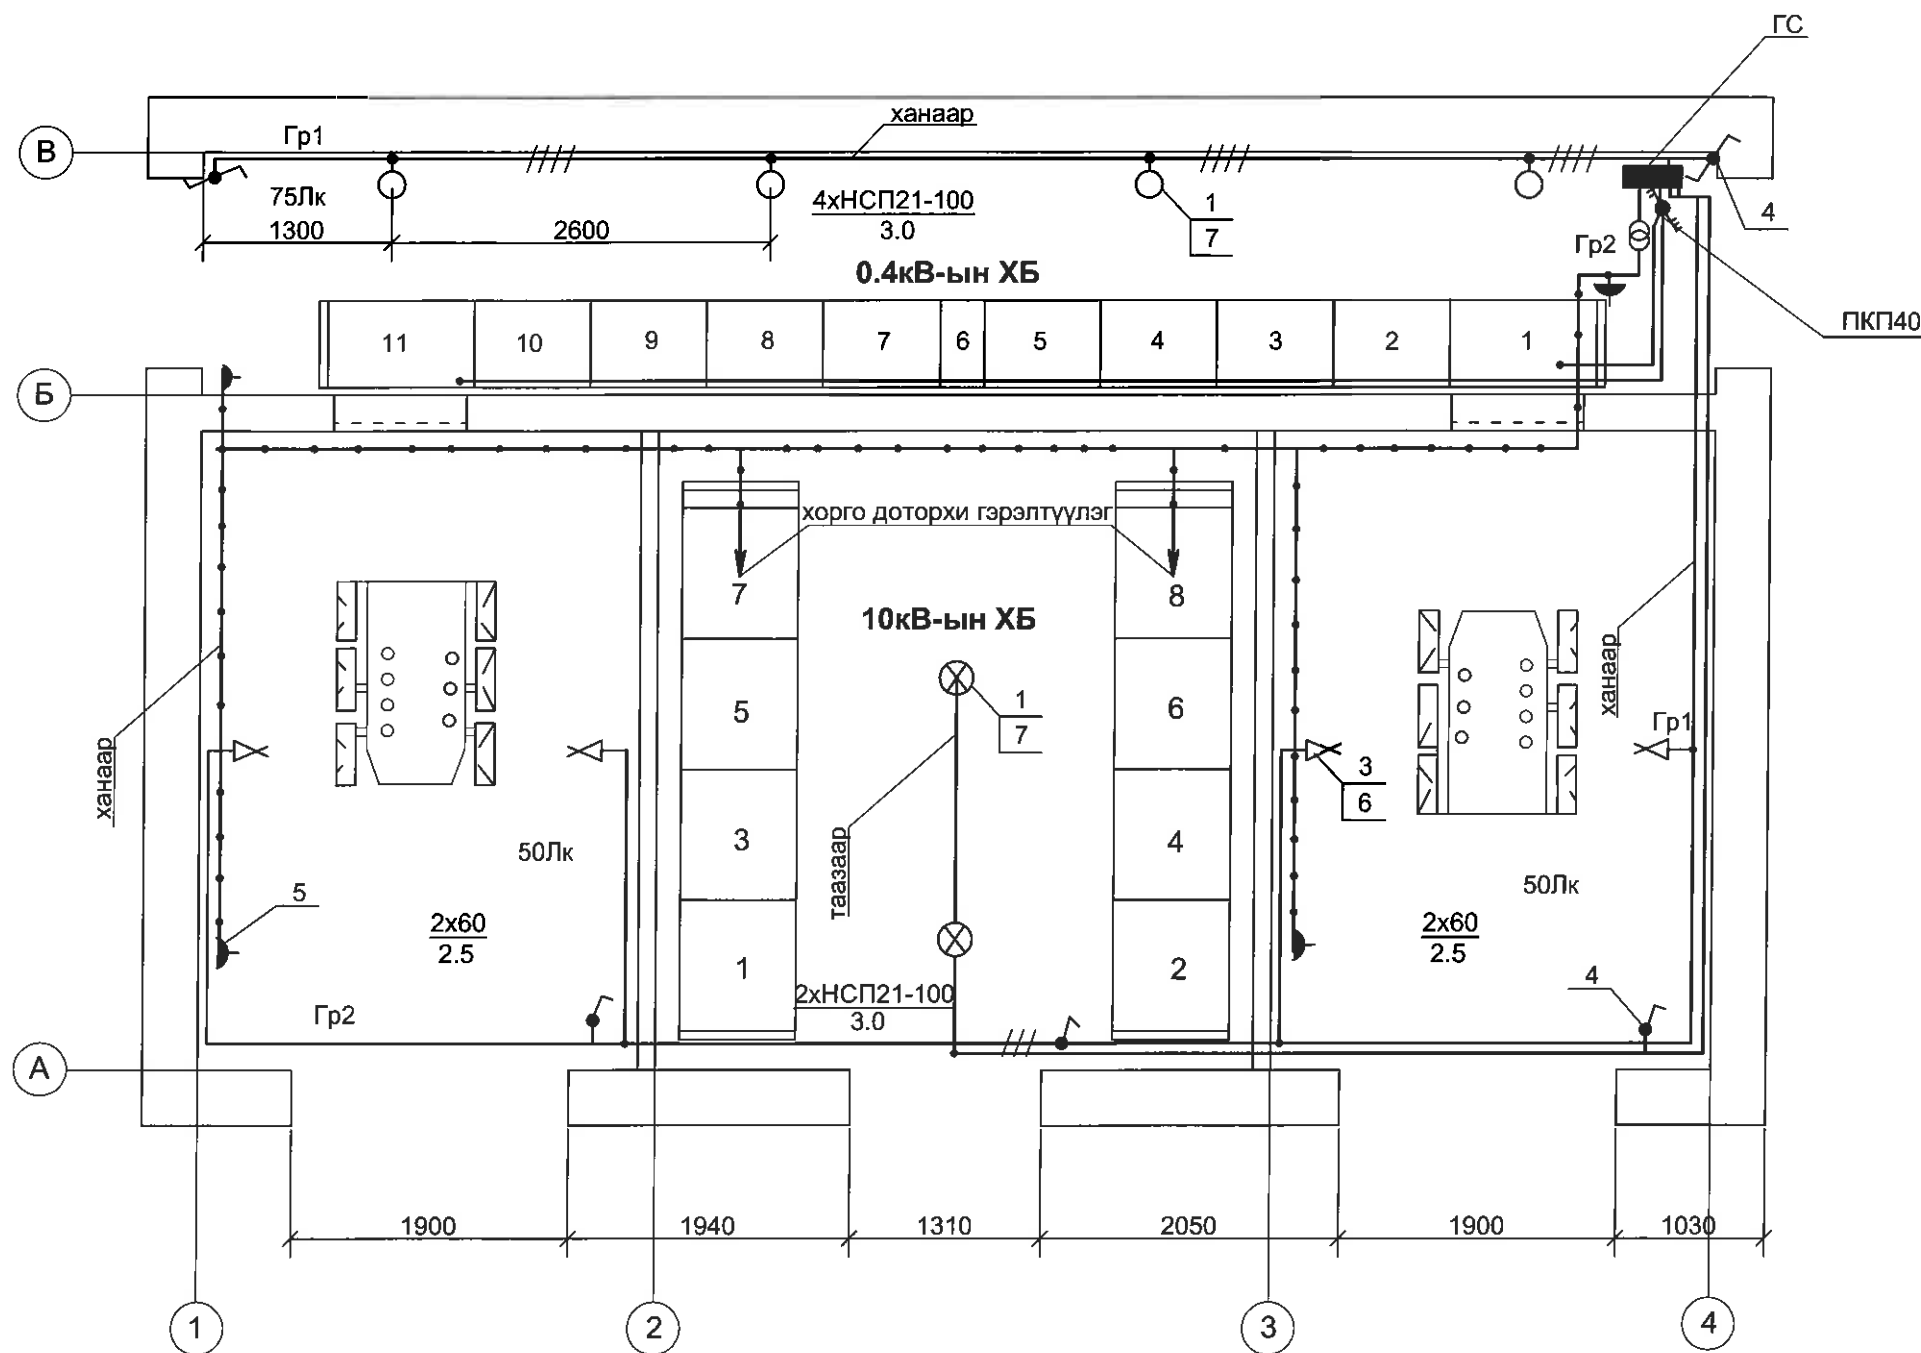 ГС
ханаар
В
Гр1
75Лк
1300
2600
4хНСП21-100
3.0
1
7
4
Гр2
0.4кВ-ын ХБ
ПКП40
11
10
9
8
7
6
5
4
3
2
1
Б
хорго доторхи гэрэлтүүлэг
7
8
10кВ-ын ХБ
ханаар
ханаар
5
6
1
7
Гр1
3
6
таазаар
3
4
50Лк
50Лк
5
2х60
2.5
2х60
2.5
1
2
2хНСП21-100
3.0
4
Гр2
А
1900
1940
1310
2050
1900
1030
1
2
3
4